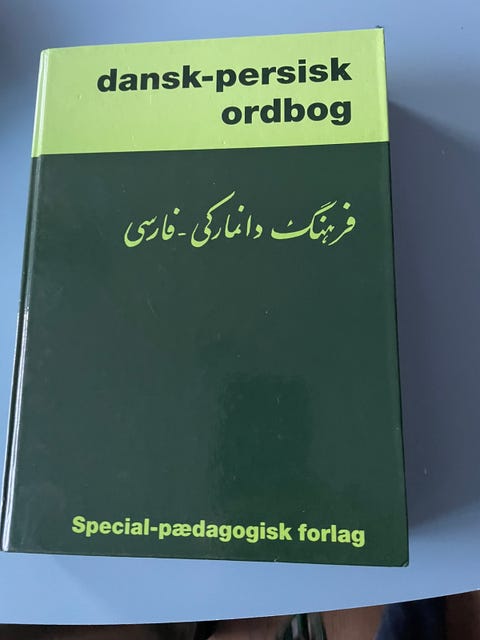 dansk-persisk
ordbog
فرهنگ دانمارکی - فارسی
Special-pædagogisk forlag